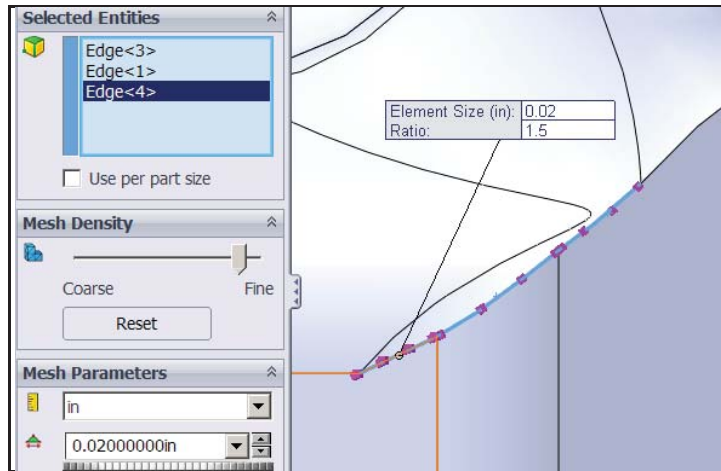 Selected Entities
Edge<3>
Edge<1>
Edge<4>
Use per part size
Mesh Density
Coarse Fine
Reset
Mesh Parameters
in
0.02000000in
Element Size (in): 0.02
Ratio: 1.5